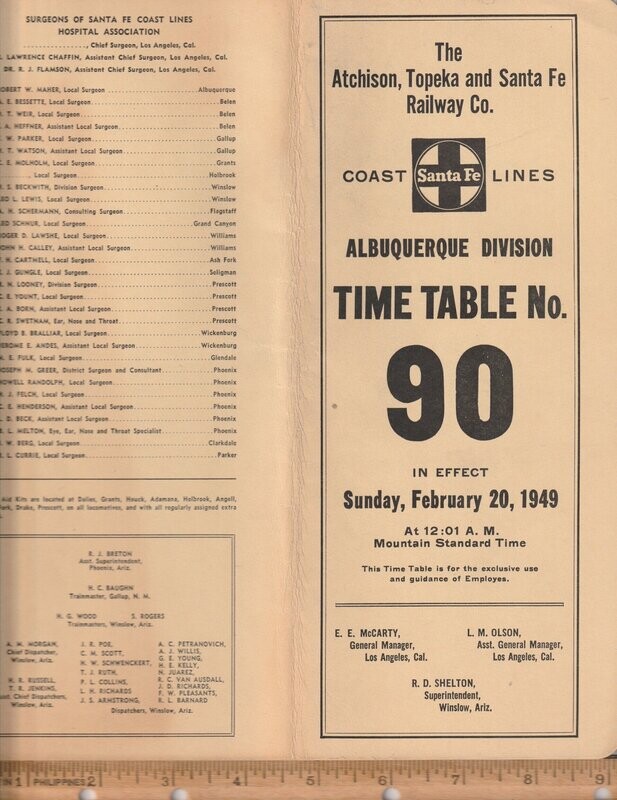 SURGEONS OF SANTA FE COAST LINES
HOSPITAL ASSOCIATION
, Chief Surgeon, Los Angeles, Cal.
LAWRENCE CHAFFIN, Assistant Chief Surgeon, Los Angeles, Cal.
DR. R. J. FLAMSON, Assistant Chief Surgeon, Los Angeles, Cal.
ROBERT W. MAHER, Local Surgeon Albuquerque
E. BESSETTE, Local Surgeon Belen
T. WEIR, Local Surgeon Belen
A. HEFFNER, Assistant Local Surgeon Belen
W. PARKER, Local Surgeon Gallup
T. WATSON, Assistant Local Surgeon Gallup
E. MOLHOLM, Local Surgeon Grants
, Local Surgeon Holbrook
S. BECKWITH, Division Surgeon Winslow
L. LEWIS, Local Surgeon Winslow
H. SCHERMANN, Consulting Surgeon Flagstaff
SCHNUR, Local Surgeon Grand Canyon
ROGER D. LAWSHE, Local Surgeon Williams
JOHN H. CALLEY, Assistant Local Surgeon Williams
H. CARTMELL, Local Surgeon Ash Fork
J. GUNGLE, Local Surgeon Seligman
N. LOONEY, Division Surgeon Prescott
E. YOUNT, Local Surgeon Prescott
A. BORN, Assistant Local Surgeon Prescott
R. SWETNAM, Ear, Nose and Throat Prescott
FLOYD B. BRALLIAR, Local Surgeon Wickenburg
JEROME E. ANDES, Assistant Local Surgeon Wickenburg
E. FULK, Local Surgeon Glendale
JOSEPH M. GREER, District Surgeon and Consultant Phoenix
HOWELL RANDOLPH, Local Surgeon Phoenix
J. FELCH, Local Surgeon Phoenix
E. HENDERSON, Assistant Local Surgeon Phoenix
D. BECK, Assistant Local Surgeon Phoenix
L. MELTON, Eye, Ear, Nose and Throat Specialist Phoenix
W. BERG, Local Surgeon Clarkdale
L. CURRIE, Local Surgeon Parker
Aid Kits are located at Dalies, Grants, Houck, Adamana, Holbrook, Angell,
Drake, Prescott, on all locomotives, and with all regularly assigned extra
R. J. BRETON
Asst. Superintendent,
Phoenix, Ariz.
H. C. BAUGHN
Trainmaster, Gallup, N. M.
H. G. WOOD S. ROGERS
Trainmasters, Winslow, Ariz.
A. M. MORGAN,
Chief Dispatcher,
Winslow, Ariz.
H. R. RUSSELL,
T. R. JENKINS,
Asst. Chief Dispatchers,
Winslow, Ariz.
J. R. POE,
C. M. SCOTT,
H. W. SCHWENCKERT,
T. J. RUTH,
P. L. COLLINS,
L. H. RICHARDS
J. S. ARMSTRONG,
A. C. PETRANOVICH,
A. J. WILLIS,
G. E. YOUNG,
H. E. KELLY,
N. JUAREZ,
R. C. VAN AUSDALL,
J. D. RICHARDS,
F. W. PLEASANTS,
R. L. BARNARD
Dispatchers, Winslow, Ariz.
The
Atchison, Topeka and Santa Fe
Railway Co.
COAST Santa Fe LINES
ALBUQUERQUE DIVISION
TIME TABLE No.
90
IN EFFECT
Sunday, February 20, 1949
At 12:01 A. M.
Mountain Standard Time
This Time Table is for the exclusive use
and guidance of Employes.
E. E. McCARTY,
General Manager,
Los Angeles, Cal.
L. M. OLSON,
Asst. General Manager,
Los Angeles, Cal.
R. D. SHELTON,
Superintendent,
Winslow, Ariz.
IN 1 PHILIPPINES 2 3 4 5 6 7 8 9